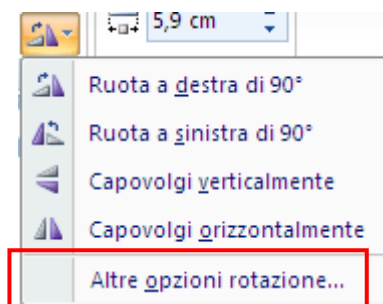 5,9 cm
Ruota a destra di 90°
Ruota a sinistra di 90°
Capovolgi verticalmente
Capovolgi orizzontalmente
Altre opzioni rotazione...